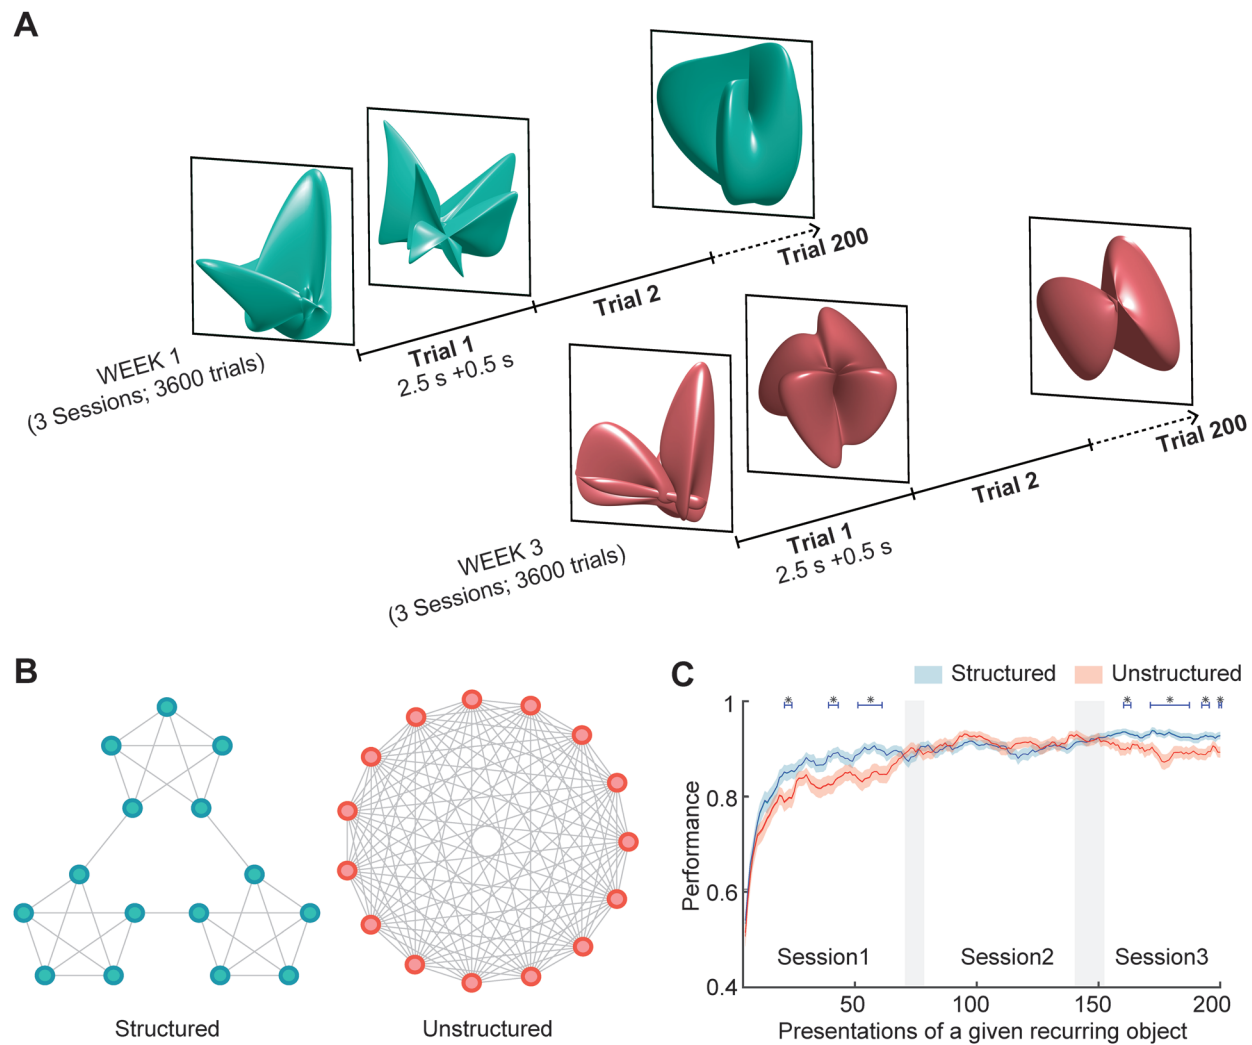 A
WEEK 1
(3 Sessions; 3600 trials)
Trial 1
2.5 s +0.5 s
Trial 2
Trial 200
WEEK 3
(3 Sessions; 3600 trials)
Trial 1
2.5 s +0.5 s
Trial 2
Trial 200
B
Structured
Unstructured
C
Structured
Unstructured
* * * * * * *
1
0.8
0.6
0.4
Performance
Session1
Session2
Session3
50
100
150
200
Presentations of a given recurring object